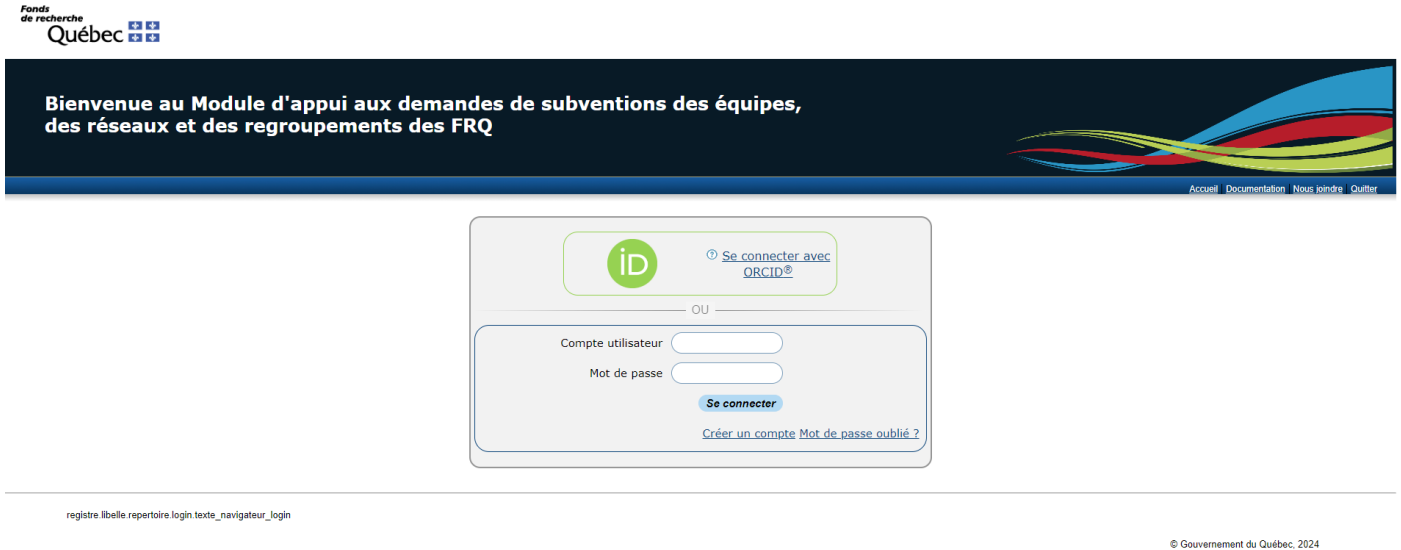 Fonds
de recherche
Québec
Bienvenue au Module d'appui aux demandes de subventions des équipes,
des réseaux et des regroupements des FRQ
Accueil | Documentation | Nous joindre | Quitter
iD
? Se connecter avec
ORCID®
OU
Compte utilisateur
Mot de passe
Se connecter
Créer un compte Mot de passe oublié ?
registre.libelle.repertoire.login.texte_navigateur_login
© Gouvernement du Québec, 2024